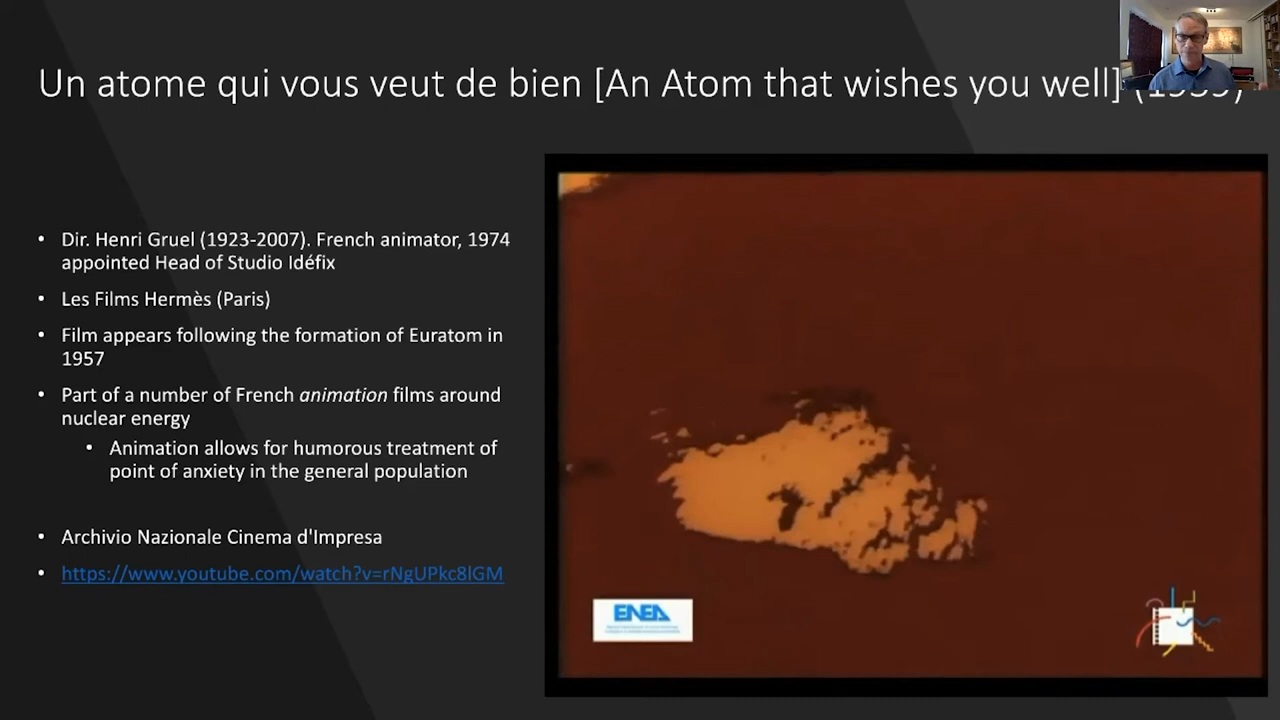 Un atome qui vous veut de bien [An Atom that wishes you well]
• Dir. Henri Gruel (1923-2007). French animator, 1974
appointed Head of Studio Idéfix
• Les Films Hermès (Paris)
• Film appears following the formation of Euratom in
1957
• Part of a number of French animation films around
nuclear energy
• Animation allows for humorous treatment of
point of anxiety in the general population
• Archivio Nazionale Cinema d'Impresa
• https://www.youtube.com/watch?v=rNgUPkc8lGM
ENEA